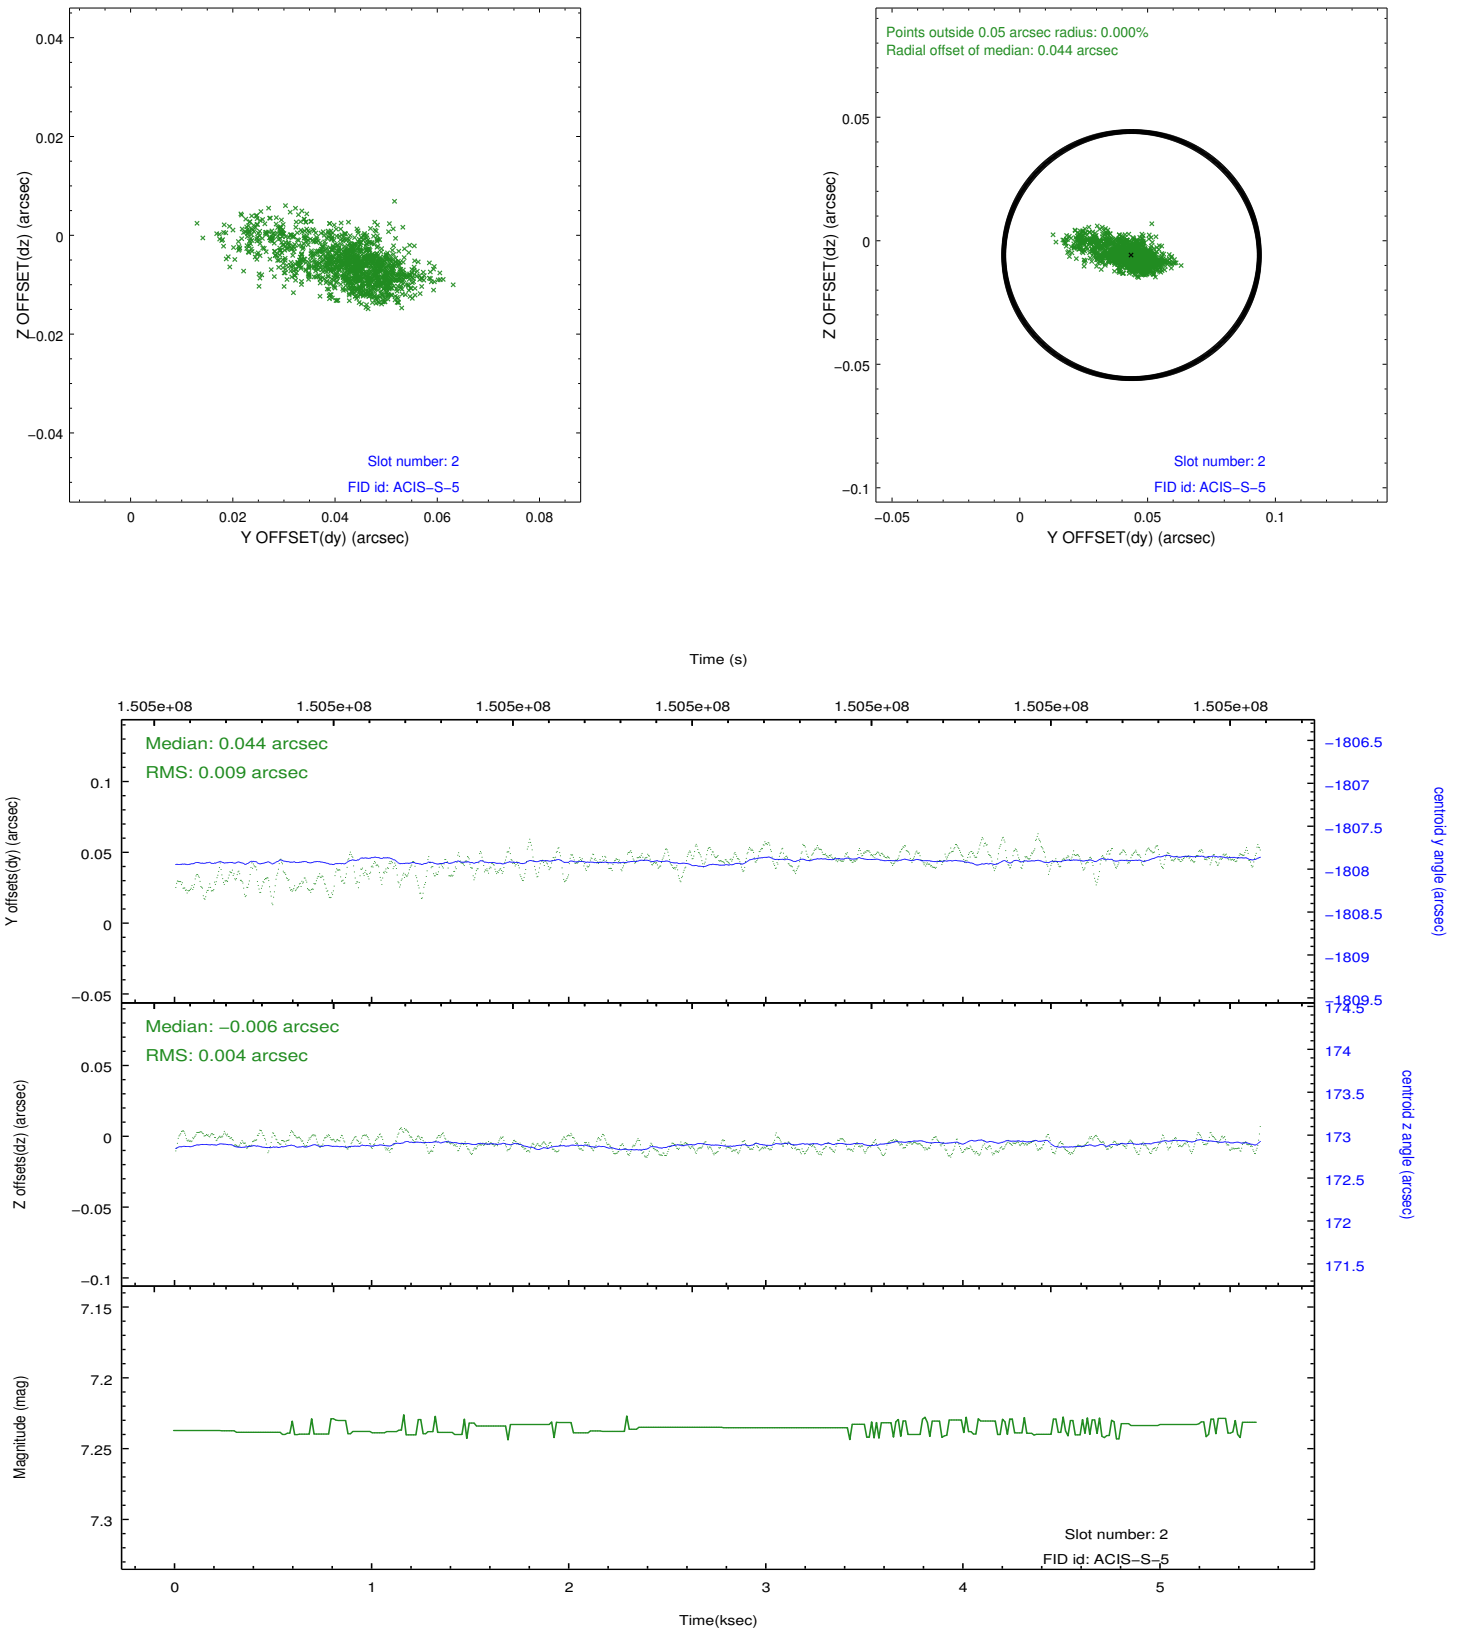 0.04
0.02
0
−0.02
−0.04
Z OFFSET(dz) (arcsec)
Slot number: 2
FID id: ACIS−S−5
0 0.02 0.04 0.06 0.08
Y OFFSET(dy) (arcsec)
Points outside 0.05 arcsec radius: 0.000%
Radial offset of median: 0.044 arcsec
0.05
0
−0.05
−0.1
Z OFFSET(dz) (arcsec)
Slot number: 2
FID id: ACIS−S−5
−0.05 0 0.05 0.1
Y OFFSET(dy) (arcsec)
Time (s)
1.505e+08 1.505e+08 1.505e+08 1.505e+08 1.505e+08 1.505e+08 1.505e+08
Median: 0.044 arcsec
RMS: 0.009 arcsec
0.1
0.05
0
−0.05
Y offsets(dy) (arcsec)
−1806.5
−1807
−1807.5
−1808
−1808.5
−1809
−1809.5
centroid y angle (arcsec)
Median: −0.006 arcsec
RMS: 0.004 arcsec
0.05
0
−0.05
−0.1
Z offsets(dz) (arcsec)
174.5
174
173.5
173
172.5
172
171.5
centroid z angle (arcsec)
7.15
7.2
7.25
7.3
Magnitude (mag)
Slot number: 2
FID id: ACIS−S−5
0 1 2 3 4 5
Time(ksec)